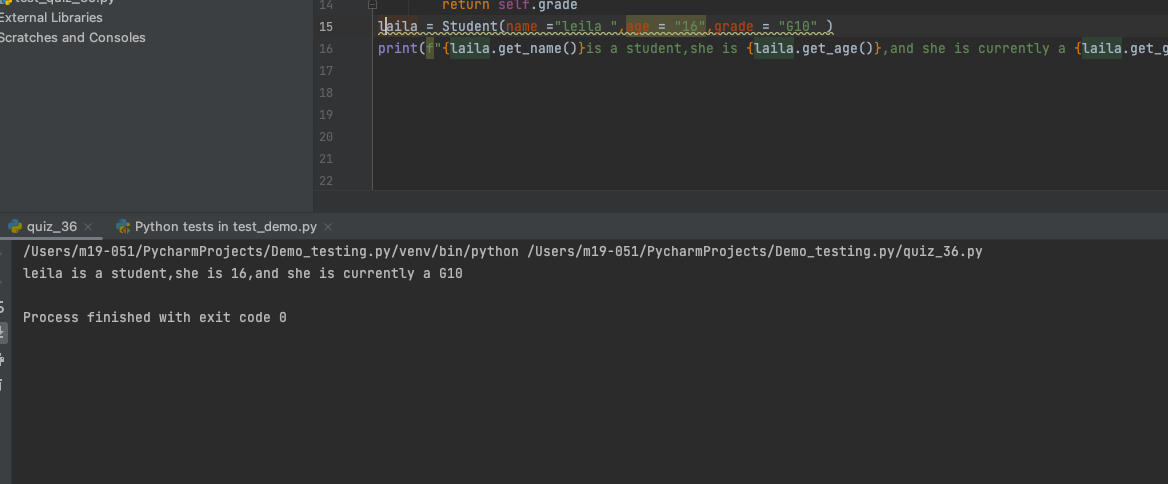 14 return self.grade
External Libraries
15 laila = Student(name ="leila ",age = "16",grade = "G10" )
Scratches and Consoles
16 print(f"{laila.get_name()}is a student,she is {laila.get_age()},and she is currently a {laila.get_g
17
18
19
20
21
22
quiz_36 Python tests in test_demo.py
/Users/m19-051/PycharmProjects/Demo_testing.py/venv/bin/python /Users/m19-051/PycharmProjects/Demo_testing.py/quiz_36.py
leila is a student,she is 16,and she is currently a G10
Process finished with exit code 0